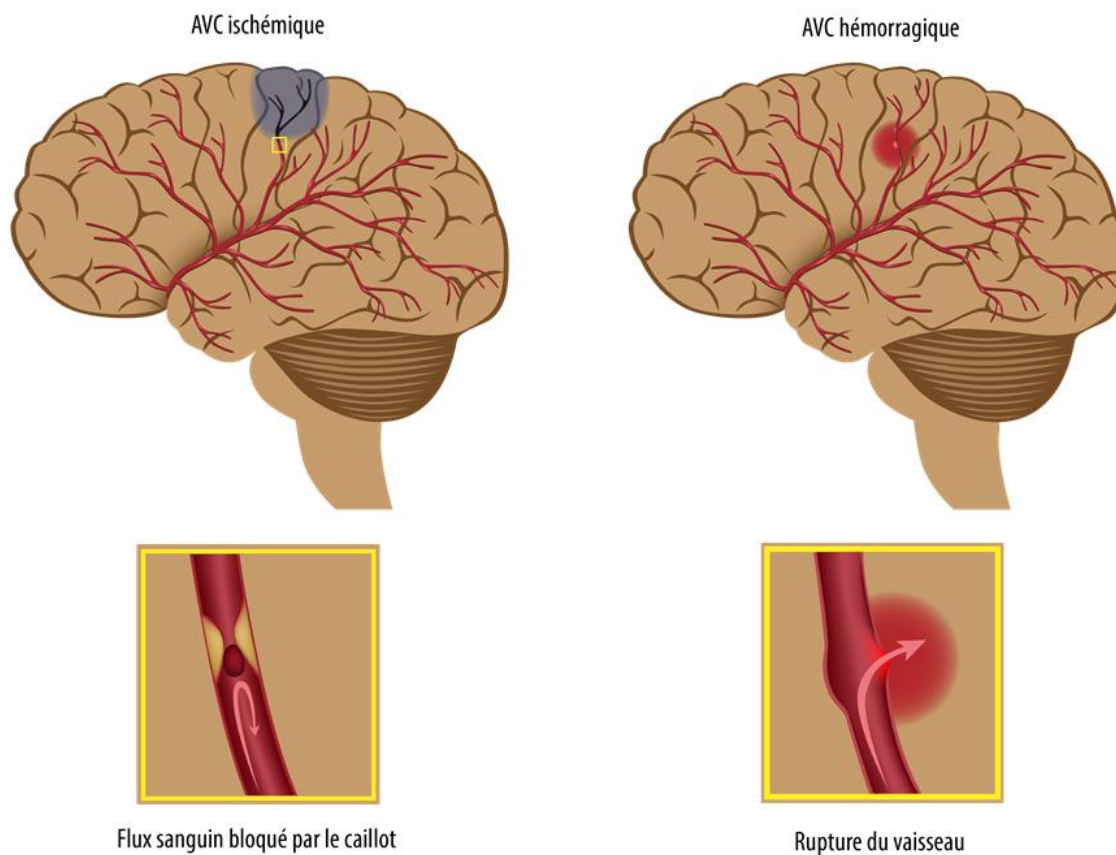 AVC ischémique
AVC hémorragique
Flux sanguin bloqué par le caillot
Rupture du vaisseau